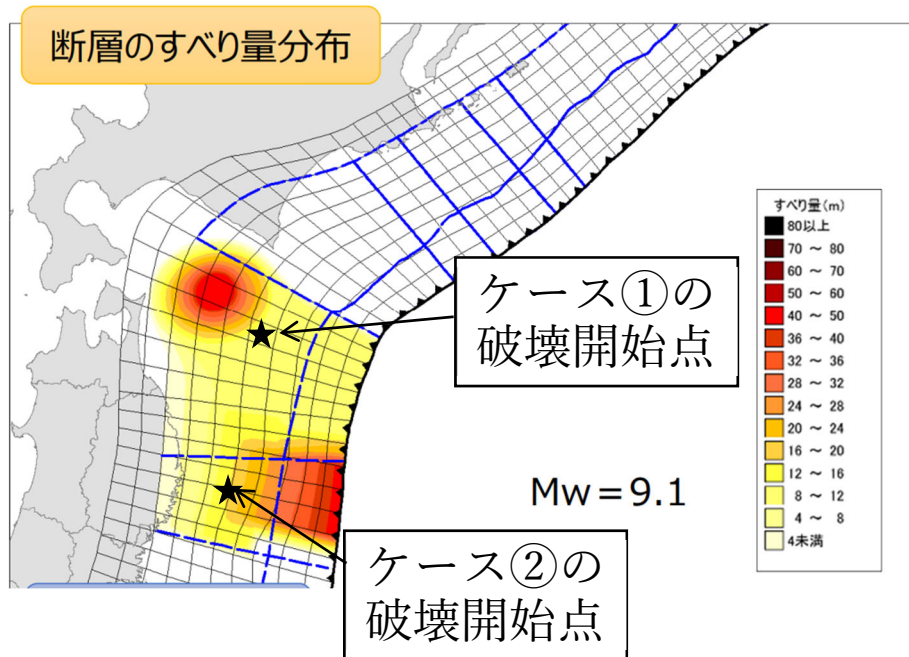 断層のすべり量分布
すべり量(m)
80以上
70 ～ 80
60 ～ 70
50 ～ 60
40 ～ 50
36 ～ 40
32 ～ 36
28 ～ 32
24 ～ 28
20 ～ 24
16 ～ 20
12 ～ 16
8 ～ 12
4 ～ 8
4未満
ケース①の
破壊開始点
Mw＝9.1
ケース②の
破壊開始点